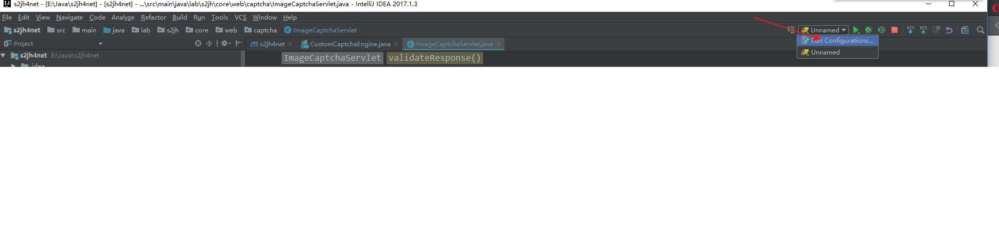 s2jh4net - [E:\Java\s2jh4net] - [s2jh4net] - ...\src\main\java\lab\s2jh\core\web\captcha\ImageCaptchaServlet.java - IntelliJ IDEA 2017.1.3
File Edit View Navigate Code Analyze Refactor Build Run Tools VCS Window Help
s2jh4net src main java lab s2jh core web captcha ImageCaptchaServlet Unnamed VCS VCS
Project s2jh4net CustomCaptchaEngine.java ImageCaptchaServlet.java Edit Configurations...
s2jh4net E:\Java\s2jh4net ImageCaptchaServlet validateResponse() Unnamed
idea